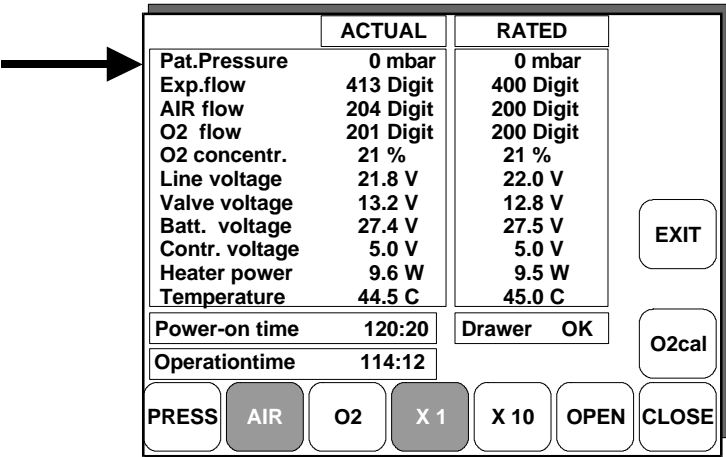 ACTUAL RATED
Pat.Pressure 0 mbar 0 mbar
Exp.flow 413 Digit 400 Digit
AIR flow 204 Digit 200 Digit
O2 flow 201 Digit 200 Digit
O2 concentr. 21 % 21 %
Line voltage 21.8 V 22.0 V
Valve voltage 13.2 V 12.8 V
Batt. voltage 27.4 V 27.5 V
Contr. voltage 5.0 V 5.0 V
Heater power 9.6 W 9.5 W
Temperature 44.5 C 45.0 C
Power-on time 120:20 Drawer OK
Operationtime 114:12
EXIT
O2cal
PRESS AIR O2 X 1 X 10 OPEN CLOSE